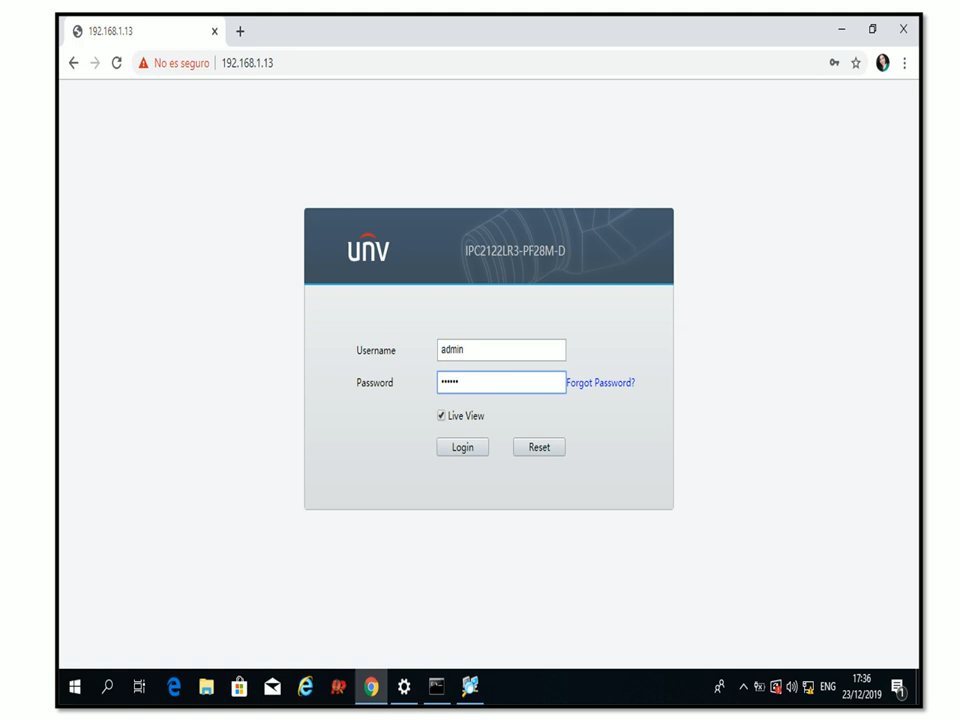 192.168.1.13
No es seguro 192.168.1.13
unv IPC2122LR3-PF28M-D
Username admin
Password •••••• Forgot Password?
Live View
Login Reset
ENG 17:36
23/12/2019 1